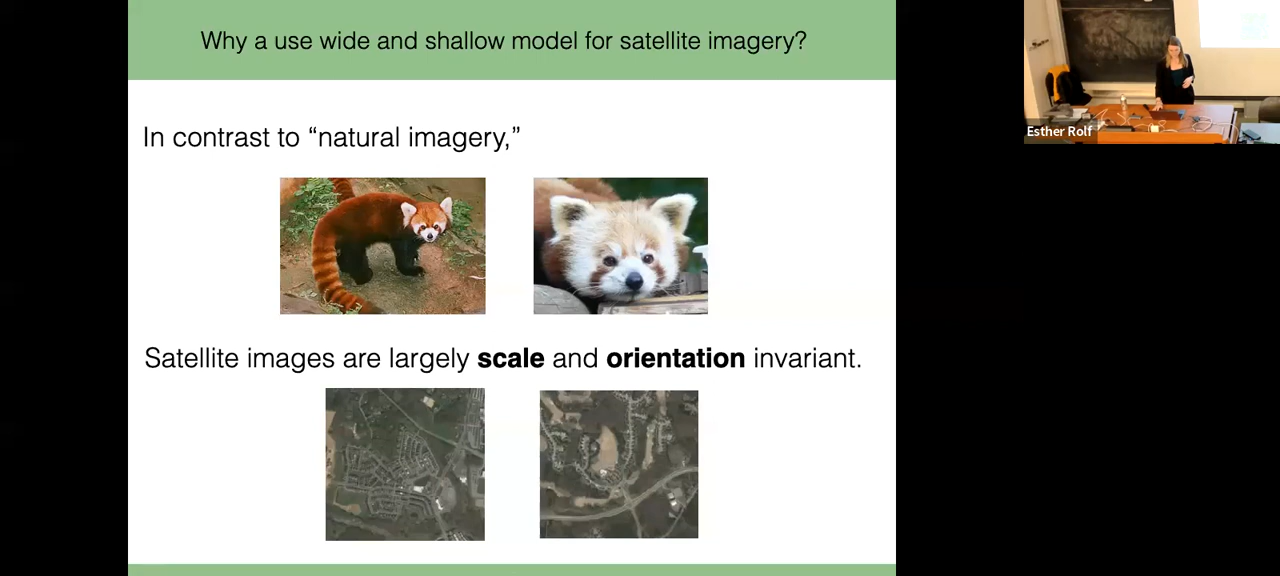 Why a use wide and shallow model for satellite imagery?
In contrast to “natural imagery,”
Satellite images are largely scale and orientation invariant.
Esther Rolf